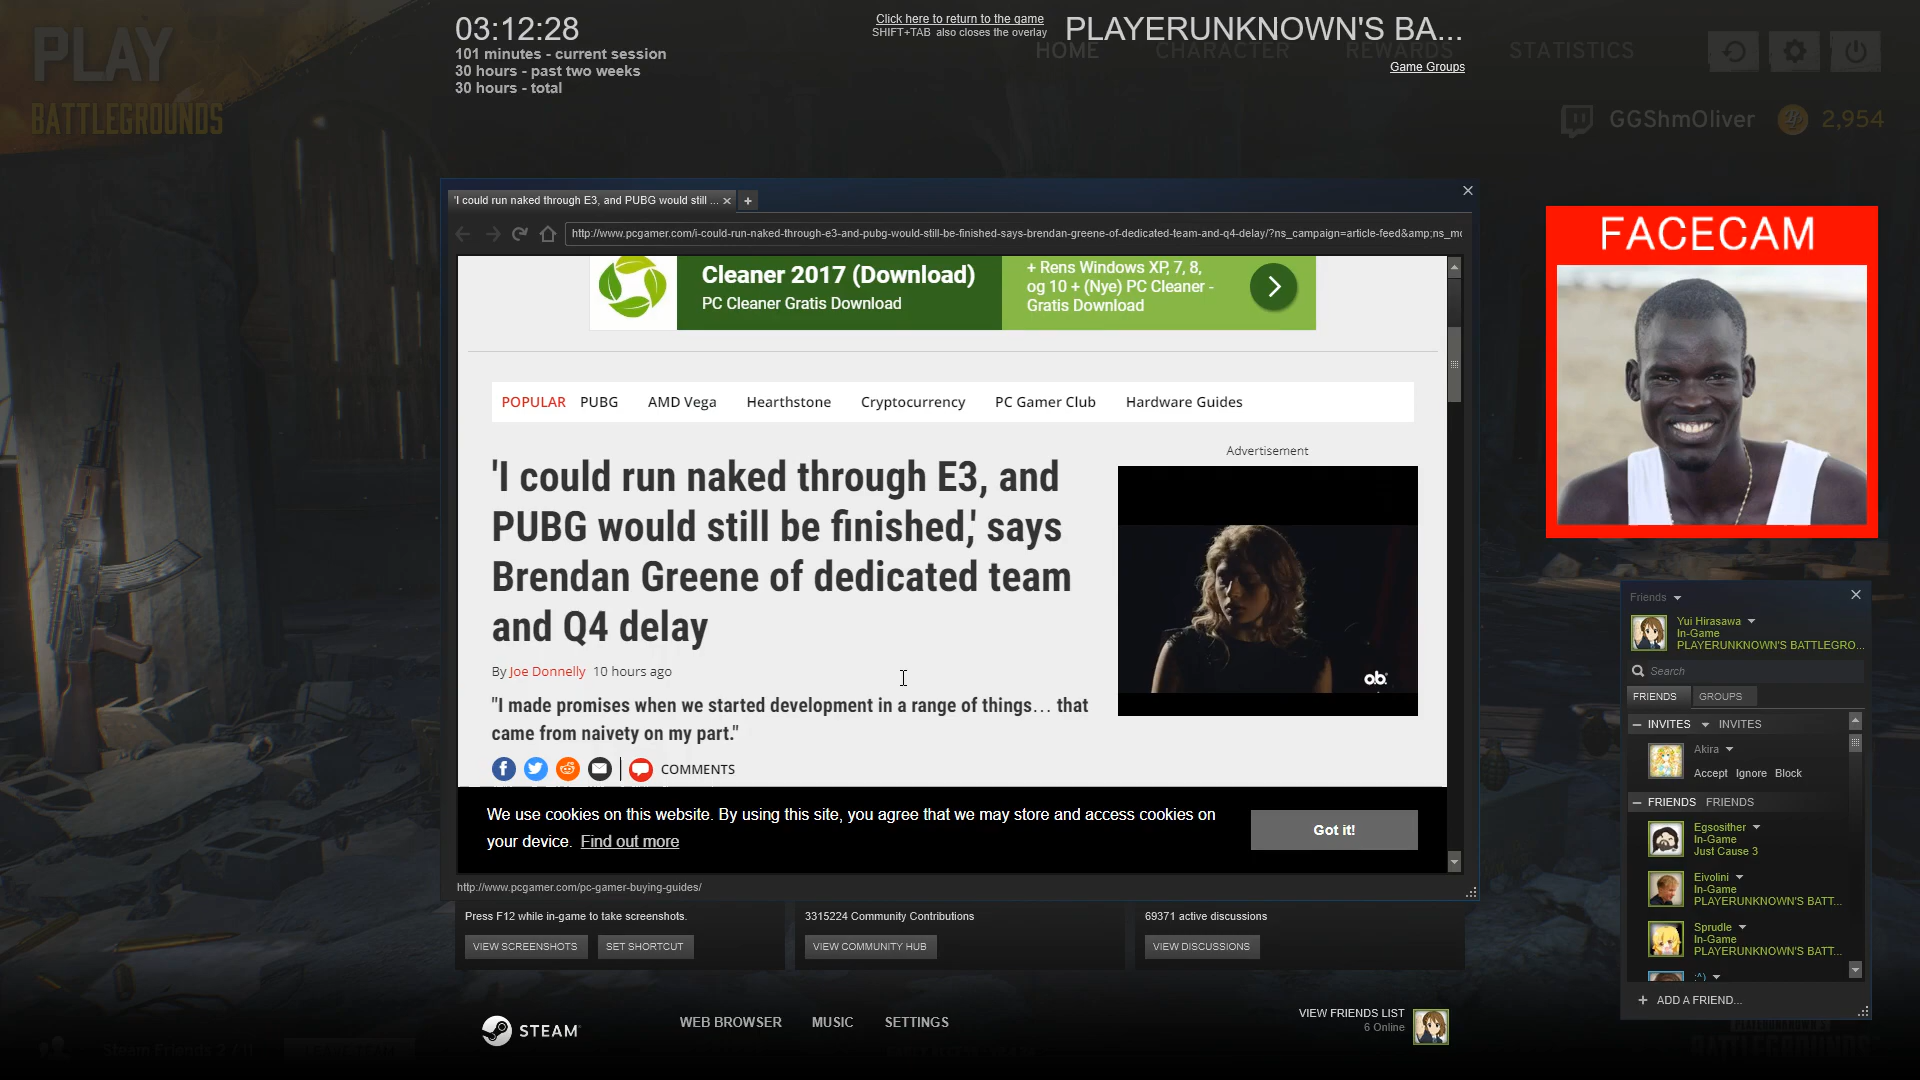 PLAY
BATTLEGROUNDS
03:12:28
101 minutes - current session
30 hours - past two weeks
30 hours - total
Click here to return to the game
SHIFT+TAB also closes the overlay
PLAYERUNKNOWN'S BA...
Game Groups
HOME CHARACTER REWARDS STATISTICS
GGShmOliver 2,954
'I could run naked through E3, and PUBG would still ...
http://www.pcgamer.com/i-could-run-naked-through-e3-and-pubg-would-still-be-finished-says-brendan-greene-of-dedicated-team-and-q4-delay/?ns_campaign=article-feed&amp;ns_mc
Cleaner 2017 (Download)
PC Cleaner Gratis Download
+ Rens Windows XP, 7, 8,
og 10 + (Nye) PC Cleaner -
Gratis Download
POPULAR PUBG AMD Vega Hearthstone Cryptocurrency PC Gamer Club Hardware Guides
'I could run naked through E3, and
PUBG would still be finished,' says
Brendan Greene of dedicated team
and Q4 delay
By Joe Donnelly 10 hours ago
"I made promises when we started development in a range of things… that
came from naivety on my part."
COMMENTS
Advertisement
ob.
We use cookies on this website. By using this site, you agree that we may store and access cookies on
your device. Find out more
Got it!
http://www.pcgamer.com/pc-gamer-buying-guides/
Press F12 while in-game to take screenshots.
VIEW SCREENSHOTS SET SHORTCUT
3315224 Community Contributions
VIEW COMMUNITY HUB
69371 active discussions
VIEW DISCUSSIONS
FACECAM
Friends
Yui Hirasawa
In-Game
PLAYERUNKNOWN'S BATTLEGRO...
Search
FRIENDS GROUPS
INVITES INVITES
Akira
Accept Ignore Block
FRIENDS FRIENDS
Egsosither
In-Game
Just Cause 3
Eivolini
In-Game
PLAYERUNKNOWN'S BATT...
Sprudle
In-Game
PLAYERUNKNOWN'S BATT...
:^)
+ ADD A FRIEND...
STEAM
WEB BROWSER MUSIC SETTINGS
VIEW FRIENDS LIST
6 Online
Steam Friends
BATTLEGROUNDS